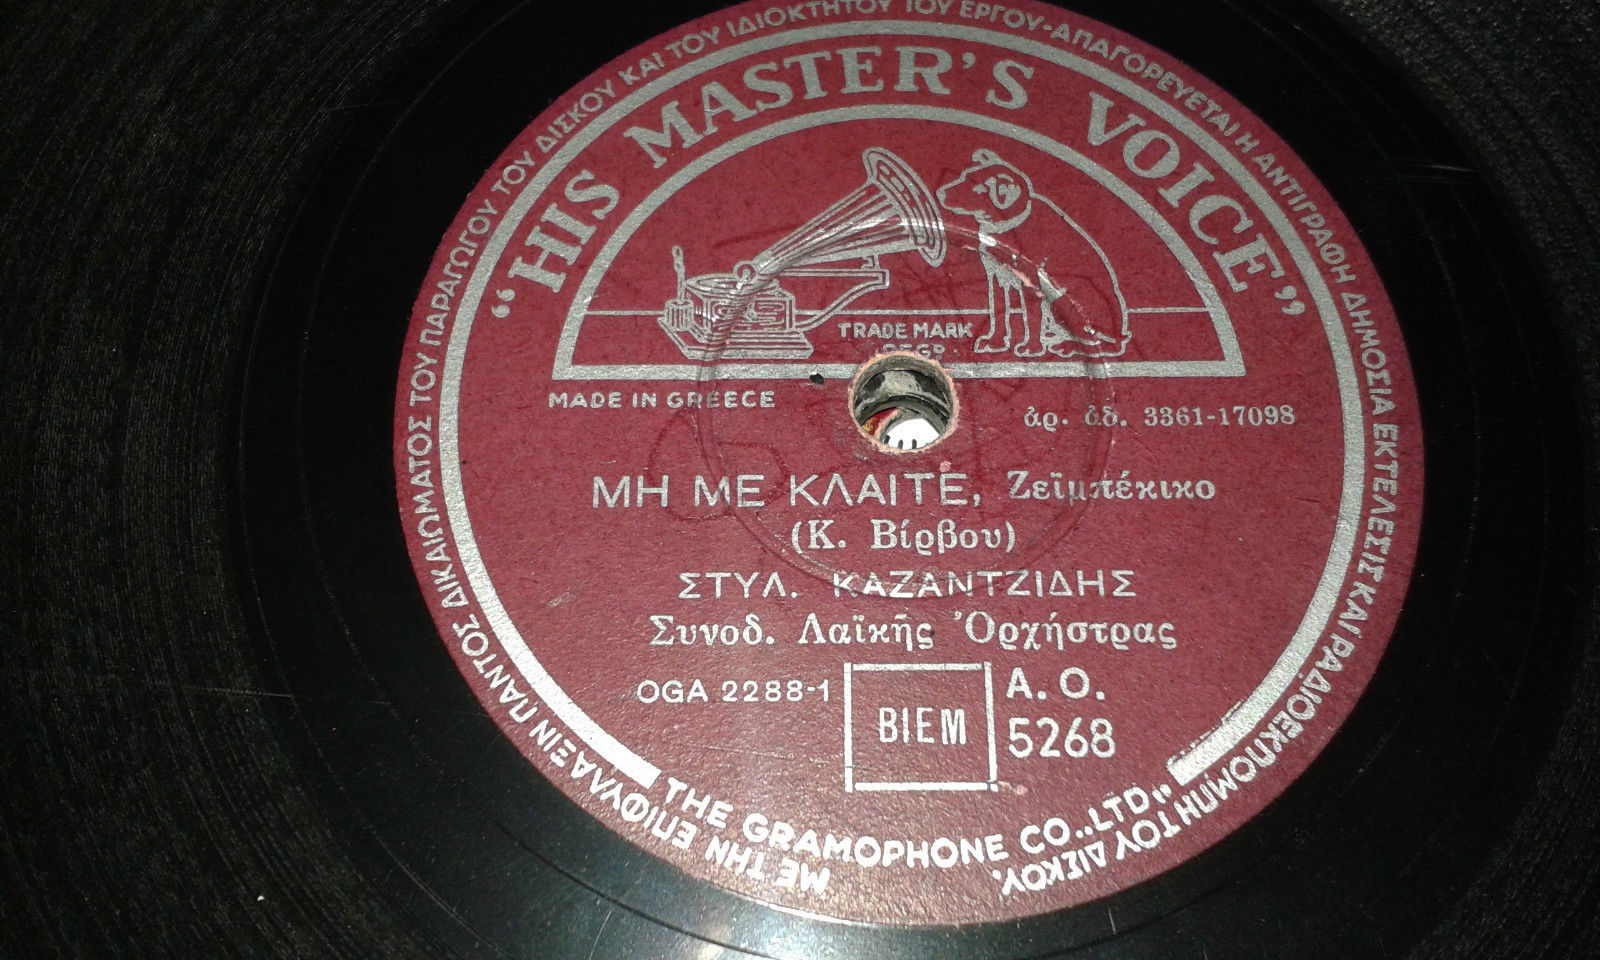 ΜΕ ΤΗΝ ΕΠΙΦΥΛΑΞΙΝ ΠΑΝΤΟΣ ΔΙΚΑΙΩΜΑΤΟΣ ΤΟΥ ΠΑΡΑΓΩΓΟΥ ΤΟΥ ΔΙΣΚΟΥ ΚΑΙ ΤΟΥ ΙΔΙΟΚΤΗΤΟΥ ΤΟΥ ΕΡΓΟΥ-ΑΠΑΓΟΡΕΥΕΤΑΙ Η ΑΝΤΙΓΡΑΦΗ ΔΗΜΟΣΙΑ ΕΚΤΕΛΕΣΙΣ ΚΑΙ ΡΑΔΙΟΕΚΠΟΜΠΗ ΤΟΥ ΔΙΣΚΟΥ.
“HIS MASTER'S VOICE”
TRADE MARK
REGD.
MADE IN GREECE
ἀρ. ἀδ. 3361-17098
ΜΗ ΜΕ ΚΛΑΙΤΕ, Ζεϊμπέκικο
(Κ. Βίρβου)
ΣΤΥΛ. ΚΑΖΑΝΤΖΙΔΗΣ
Συνοδ. Λαϊκῆς Ὀρχήστρας
OGA 2288-1
BIEM
A. O.
5268
THE GRAMOPHONE CO., LTD.